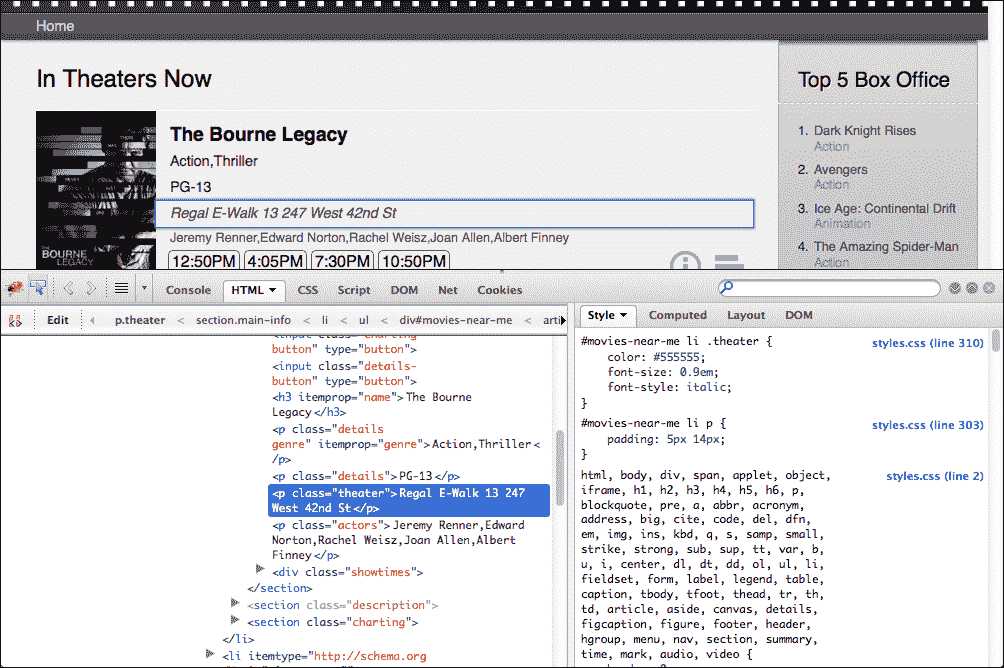 Home
In Theaters Now
Top 5 Box Office
The Bourne Legacy
Action,Thriller
PG-13
Regal E-Walk 13 247 West 42nd St
Jeremy Renner,Edward Norton,Rachel Weisz,Joan Allen,Albert Finney
12:50PM 4:05PM 7:30PM 10:50PM
BOURNE
LEGACY
1. Dark Knight Rises
Action
2. Avengers
Action
3. Ice Age: Continental Drift
Animation
4. The Amazing Spider-Man
Action
Console HTML CSS Script DOM Net Cookies
Edit p.theater < section.main-info < li < ul < div#movies-near-me < arti
<input class="charting-
button" type="button">
<input class="details-
button" type="button">
<h3 itemprop="name">The Bourne
Legacy</h3>
<p class="details
genre" itemprop="genre">Action,Thriller<
/p>
<p class="details">PG-13</p>
<p class="theater">Regal E-Walk 13 247
West 42nd St</p>
<p class="actors">Jeremy Renner,Edward
Norton,Rachel Weisz,Joan Allen,Albert
Finney</p>
<div class="showtimes">
</section>
<section class="description">
<section class="charting">
</li>
<li itemtype="http://schema.org
Style Computed Layout DOM
#movies-near-me li .theater { styles.css (line 310)
color: #555555;
font-size: 0.9em;
font-style: italic;
}
#movies-near-me li p { styles.css (line 303)
padding: 5px 14px;
}
html, body, div, span, applet, object, styles.css (line 2)
iframe, h1, h2, h3, h4, h5, h6, p,
blockquote, pre, a, abbr, acronym,
address, big, cite, code, del, dfn,
em, img, ins, kbd, q, s, samp, small,
strike, strong, sub, sup, tt, var, b,
u, i, center, dl, dt, dd, ol, ul, li,
fieldset, form, label, legend, table,
caption, tbody, tfoot, thead, tr, th,
td, article, aside, canvas, details,
figcaption, figure, footer, header,
hgroup, menu, nav, section, summary,
time, mark, audio, video {